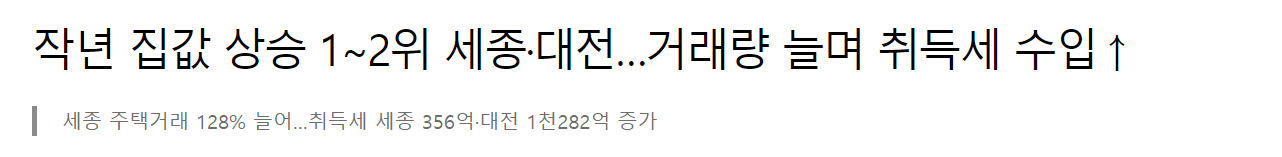 작년 집값 상승 1~2위 세종·대전…거래량 늘며 취득세 수입↑
세종 주택거래 128% 늘어…취득세 세종 356억·대전 1천282억 증가